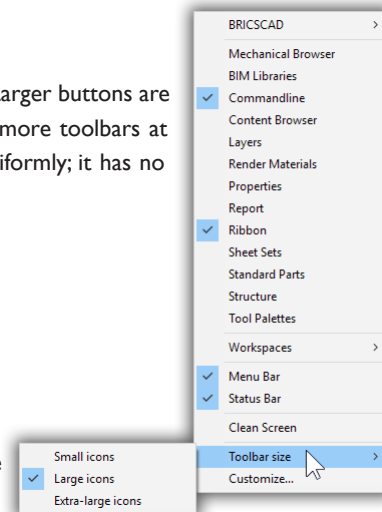 BRICSCAD >
Mechanical Browser
BIM Libraries
arger buttons are
Commandline
more toolbars at
Content Browser
iformly; it has no
Layers
Render Materials
Properties
Report
Ribbon
Sheet Sets
Standard Parts
Structure
Tool Palettes
Workspaces >
Menu Bar
Status Bar
Clean Screen
Toolbar size >
Customize...
Small icons
Large icons
Extra-large icons